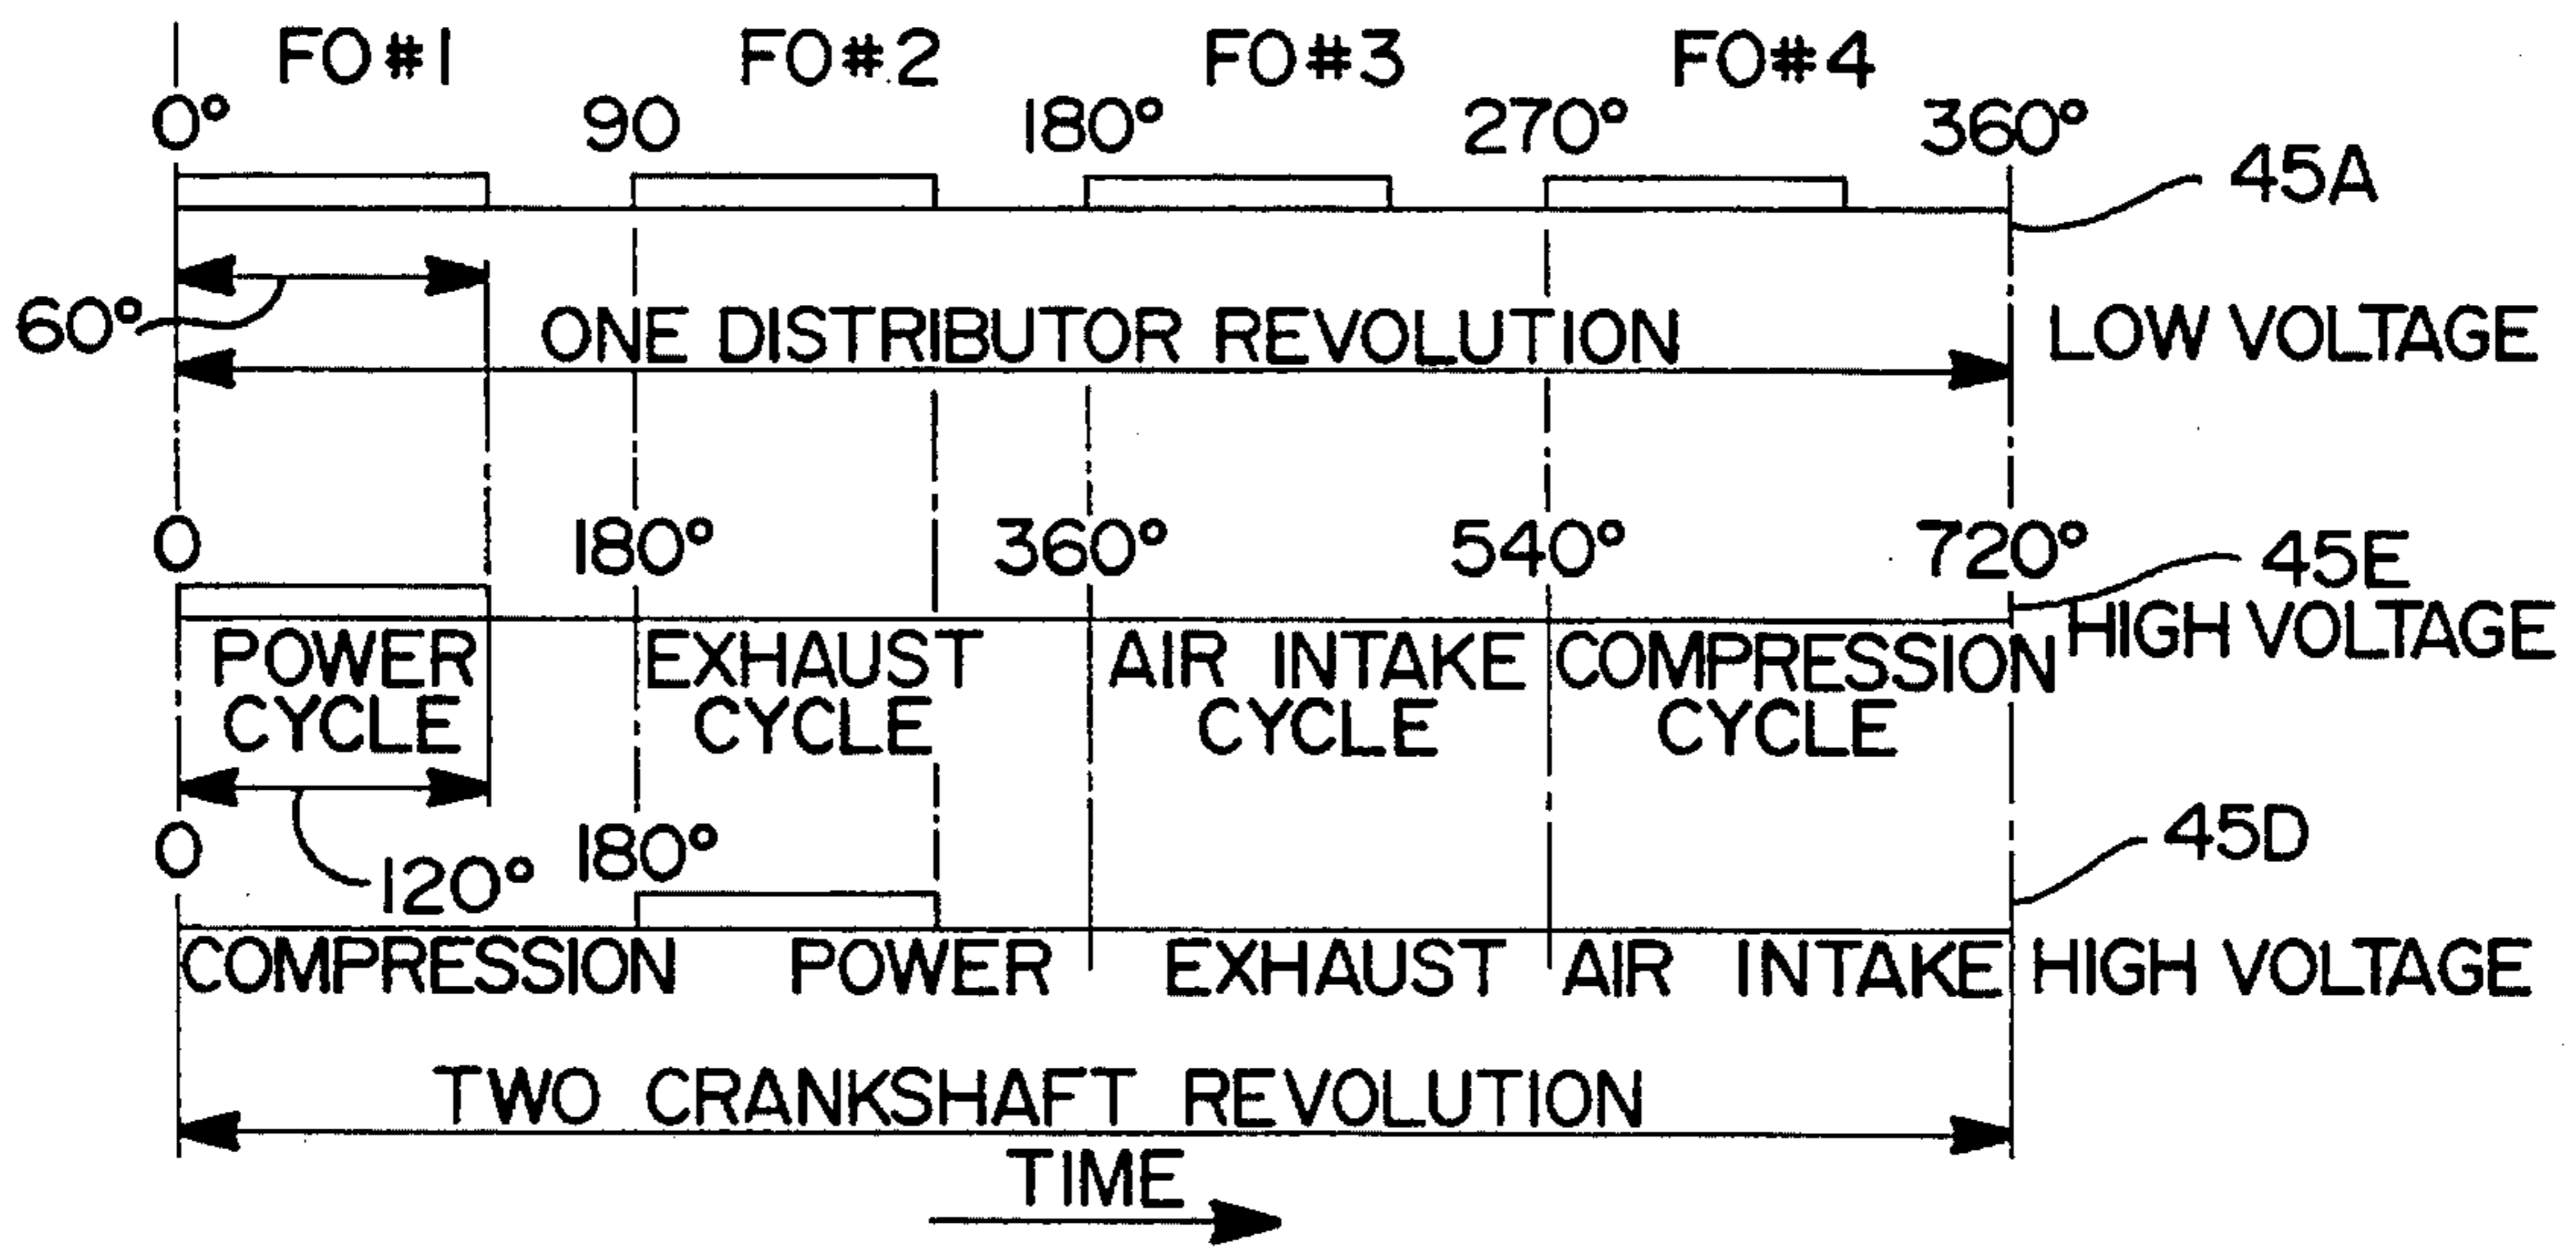 FO#1 FO#2 FO#3 FO#4
0° 90 180° 270° 360°
45A
60°
ONE DISTRIBUTOR REVOLUTION
LOW VOLTAGE
0 180° 360° 540° 720°
45E
HIGH VOLTAGE
POWER CYCLE
EXHAUST CYCLE
AIR INTAKE CYCLE
COMPRESSION CYCLE
0 120° 180°
45D
COMPRESSION POWER EXHAUST AIR INTAKE HIGH VOLTAGE
TWO CRANKSHAFT REVOLUTION
TIME